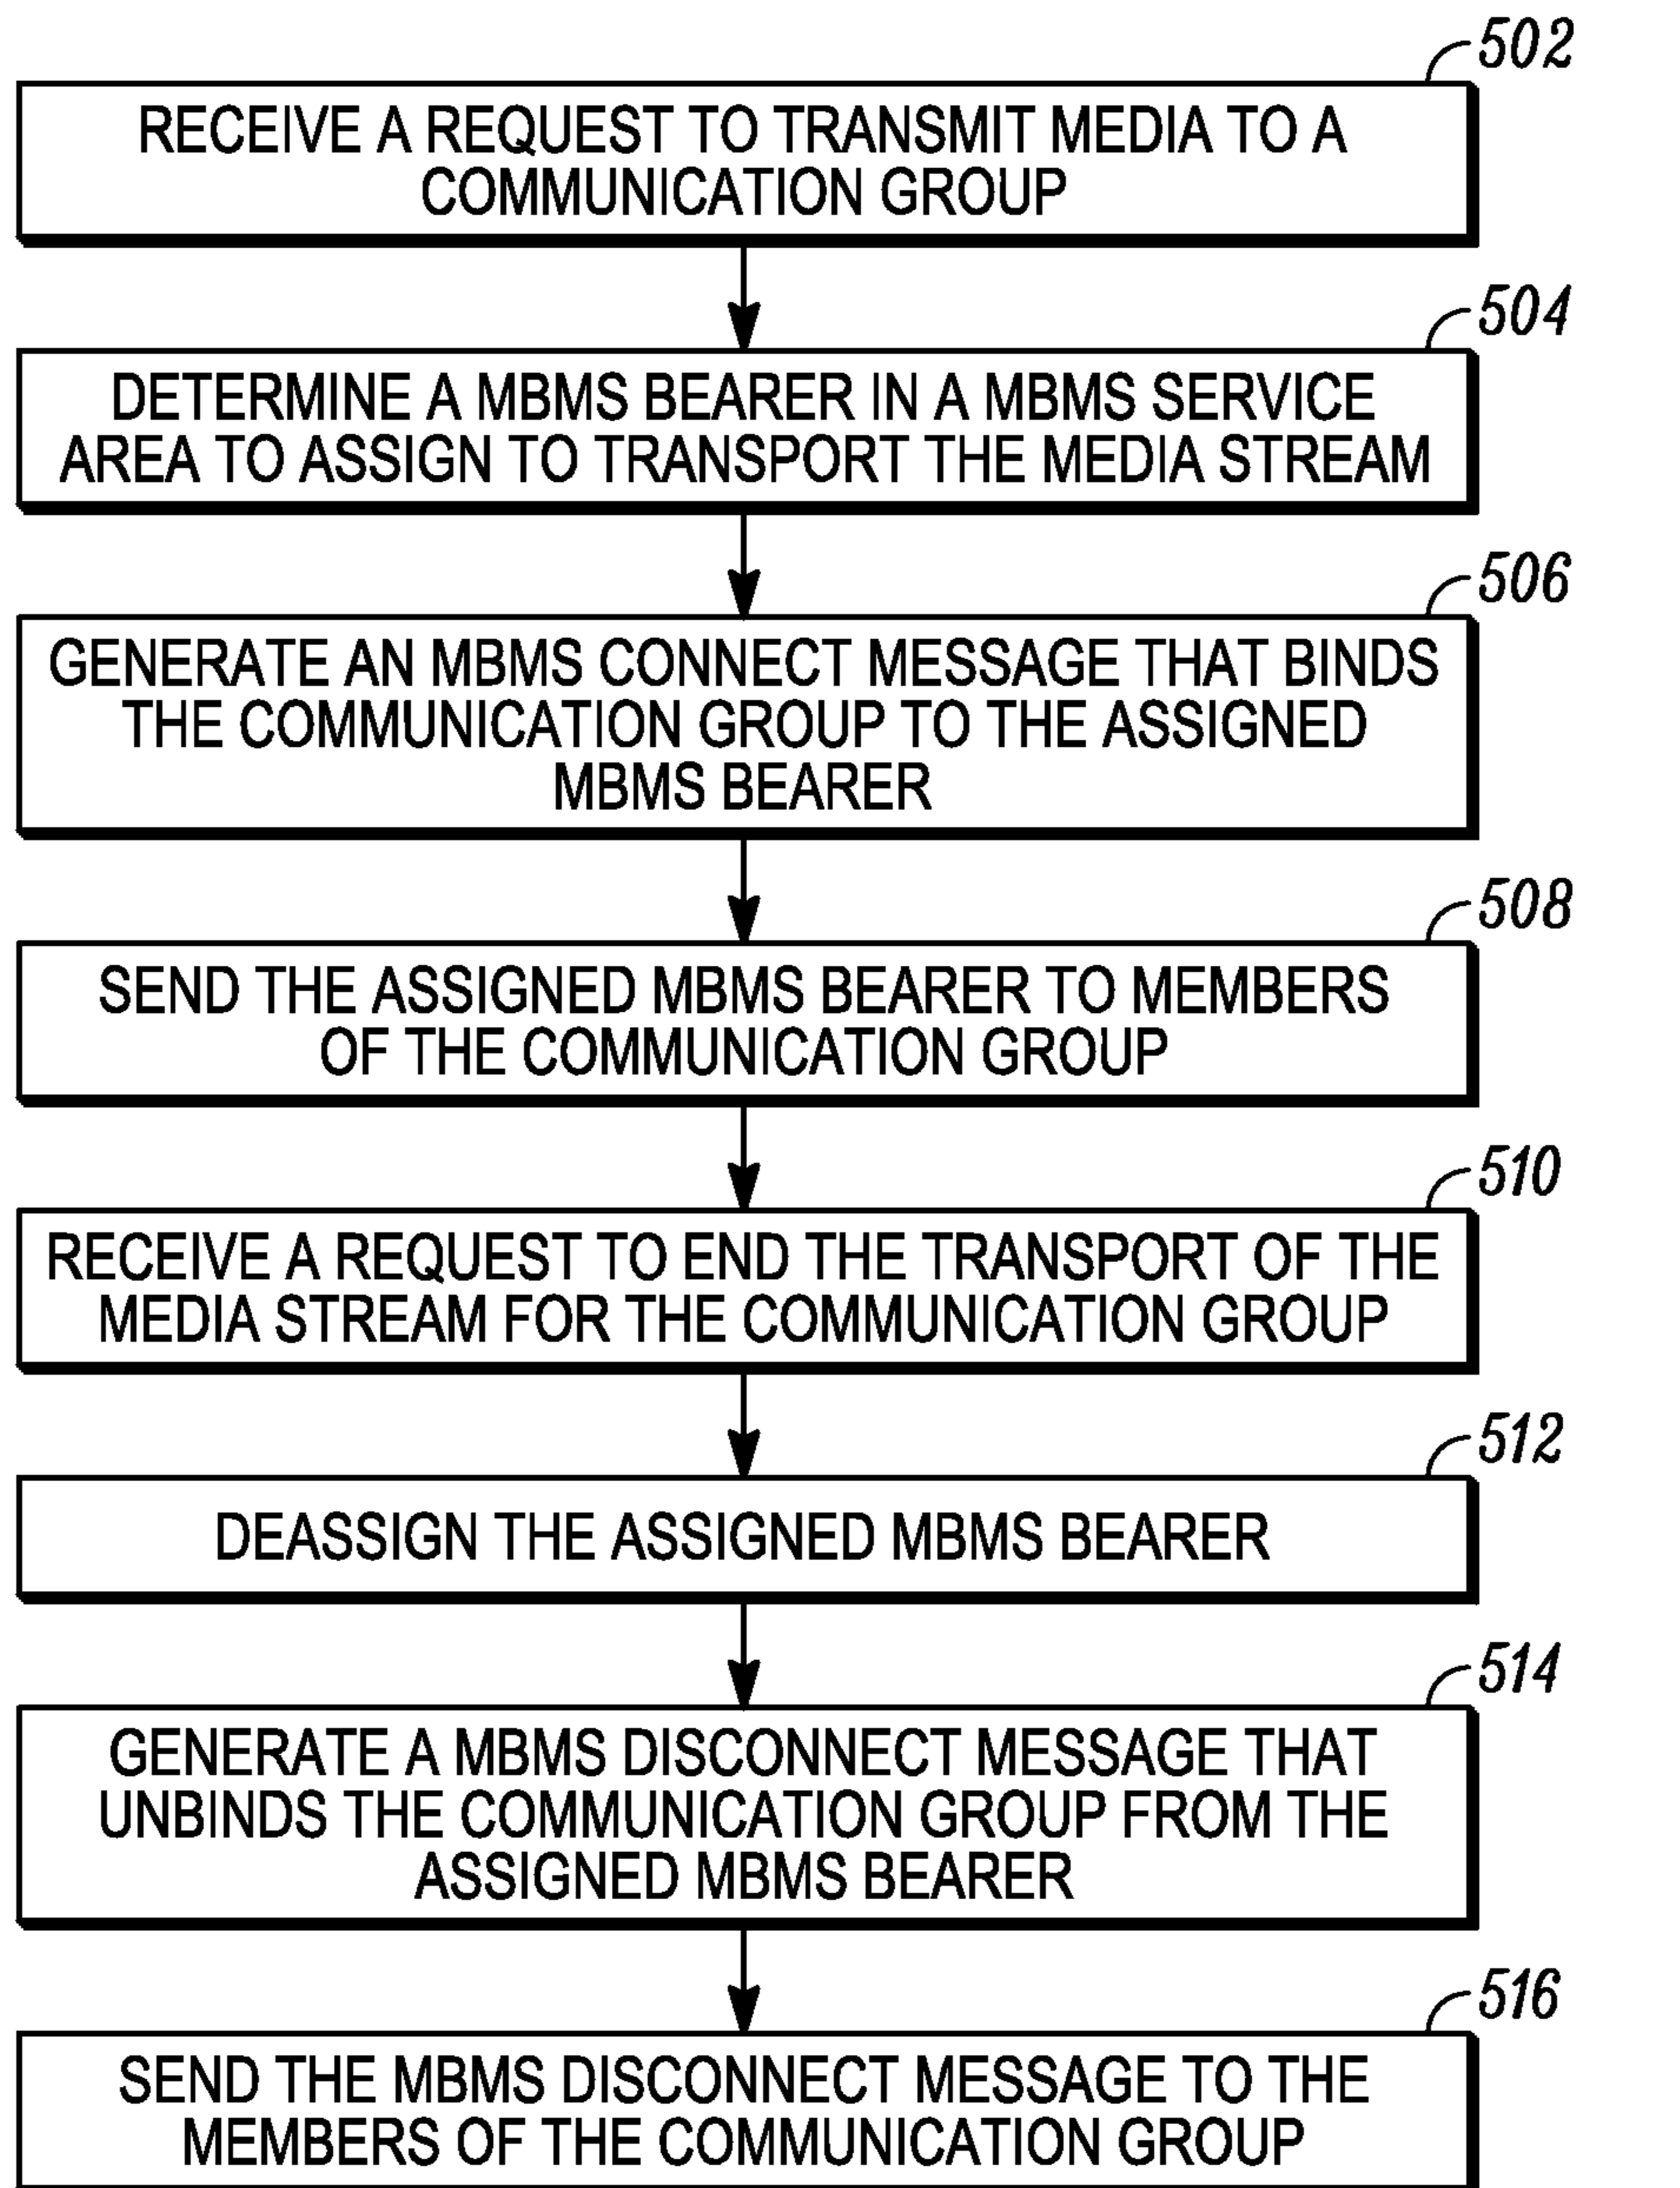 502
RECEIVE A REQUEST TO TRANSMIT MEDIA TO A
COMMUNICATION GROUP
504
DETERMINE A MBMS BEARER IN A MBMS SERVICE
AREA TO ASSIGN TO TRANSPORT THE MEDIA STREAM
506
GENERATE AN MBMS CONNECT MESSAGE THAT BINDS
THE COMMUNICATION GROUP TO THE ASSIGNED
MBMS BEARER
508
SEND THE ASSIGNED MBMS BEARER TO MEMBERS
OF THE COMMUNICATION GROUP
510
RECEIVE A REQUEST TO END THE TRANSPORT OF THE
MEDIA STREAM FOR THE COMMUNICATION GROUP
512
DEASSIGN THE ASSIGNED MBMS BEARER
514
GENERATE A MBMS DISCONNECT MESSAGE THAT
UNBINDS THE COMMUNICATION GROUP FROM THE
ASSIGNED MBMS BEARER
516
SEND THE MBMS DISCONNECT MESSAGE TO THE
MEMBERS OF THE COMMUNICATION GROUP